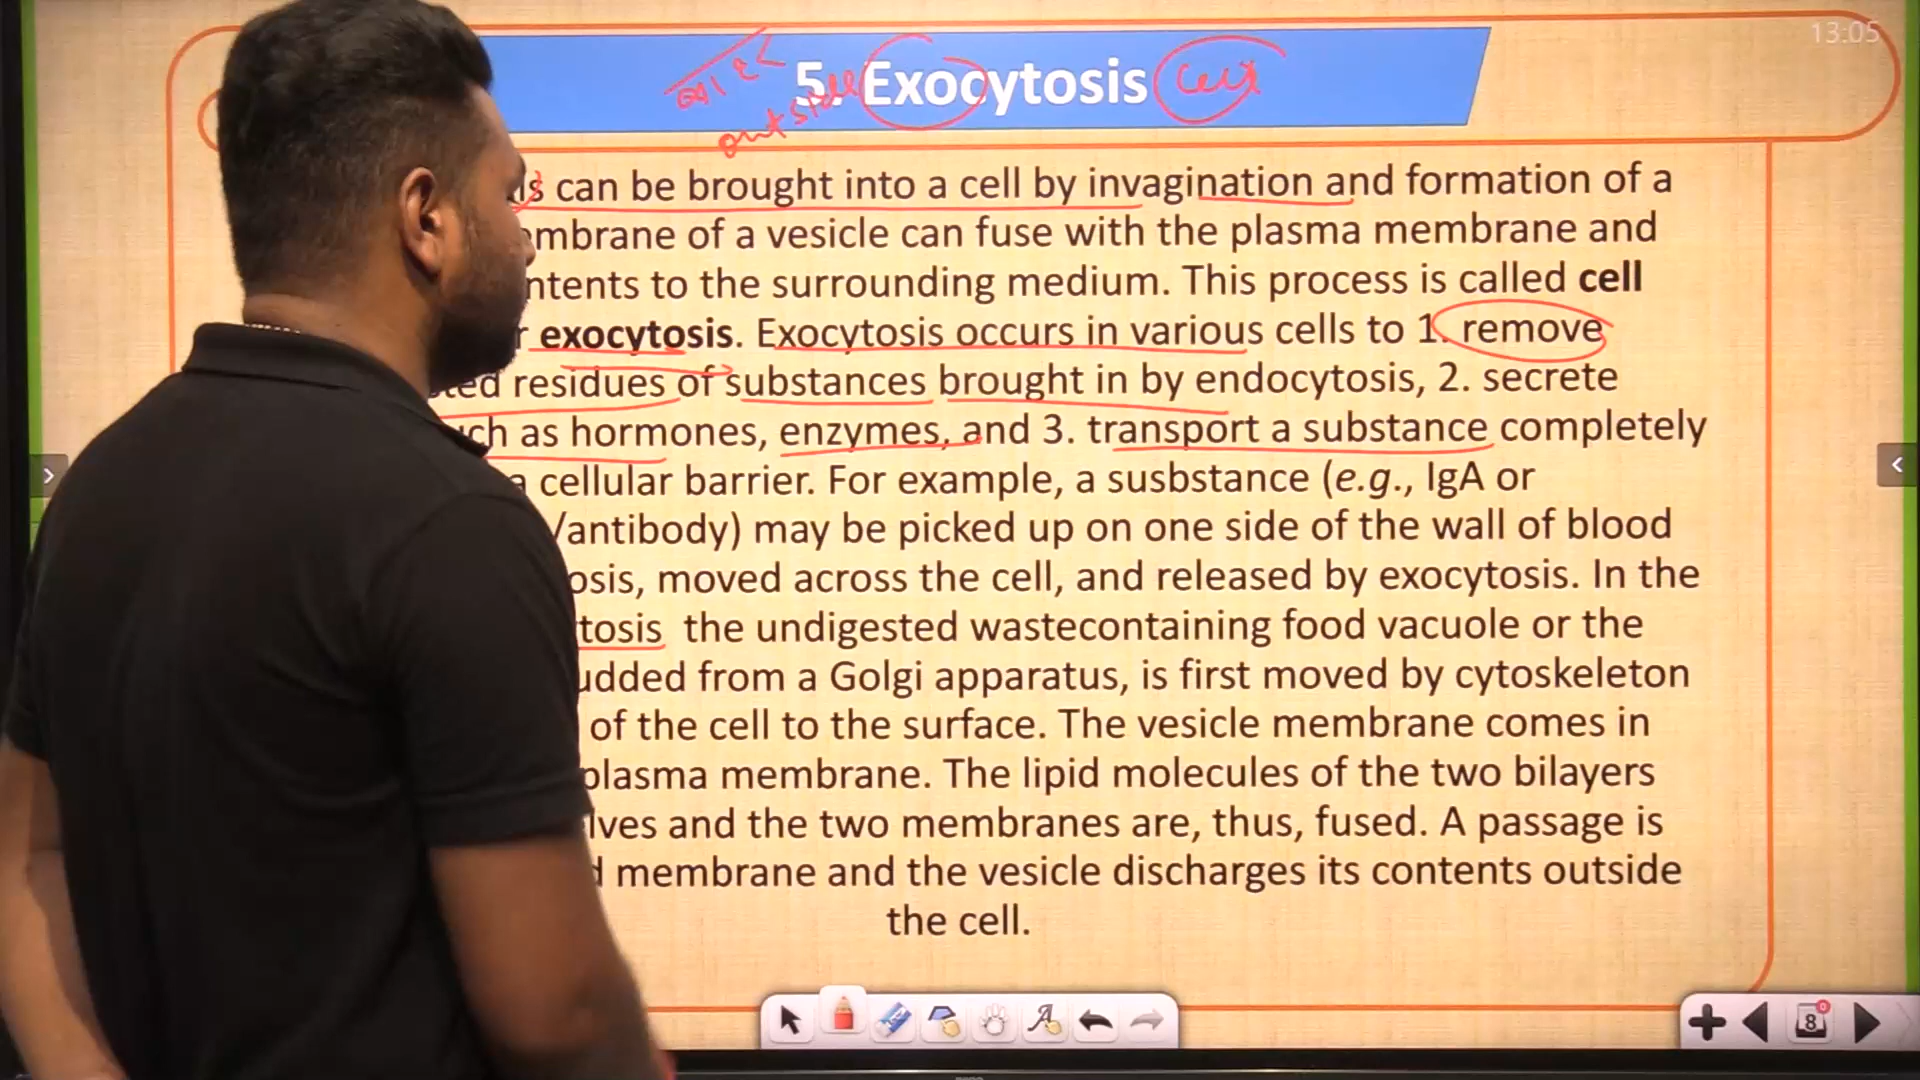 13:05
5. Exocytosis cell
बाहर
outside
can be brought into a cell by invagination and formation of a
of a vesicle can fuse with the plasma membrane and
to the surrounding medium. This process is called cell
exocytosis. Exocytosis occurs in various cells to 1. remove
residues of substances brought in by endocytosis, 2. secrete
as hormones, enzymes, and 3. transport a substance completely
a cellular barrier. For example, a susbstance (e.g., IgA or
/antibody) may be picked up on one side of the wall of blood
moved across the cell, and released by exocytosis. In the
the undigested wastecontaining food vacuole or the
from a Golgi apparatus, is first moved by cytoskeleton
of the cell to the surface. The vesicle membrane comes in
plasma membrane. The lipid molecules of the two bilayers
and the two membranes are, thus, fused. A passage is
membrane and the vesicle discharges its contents outside
the cell.
8
0